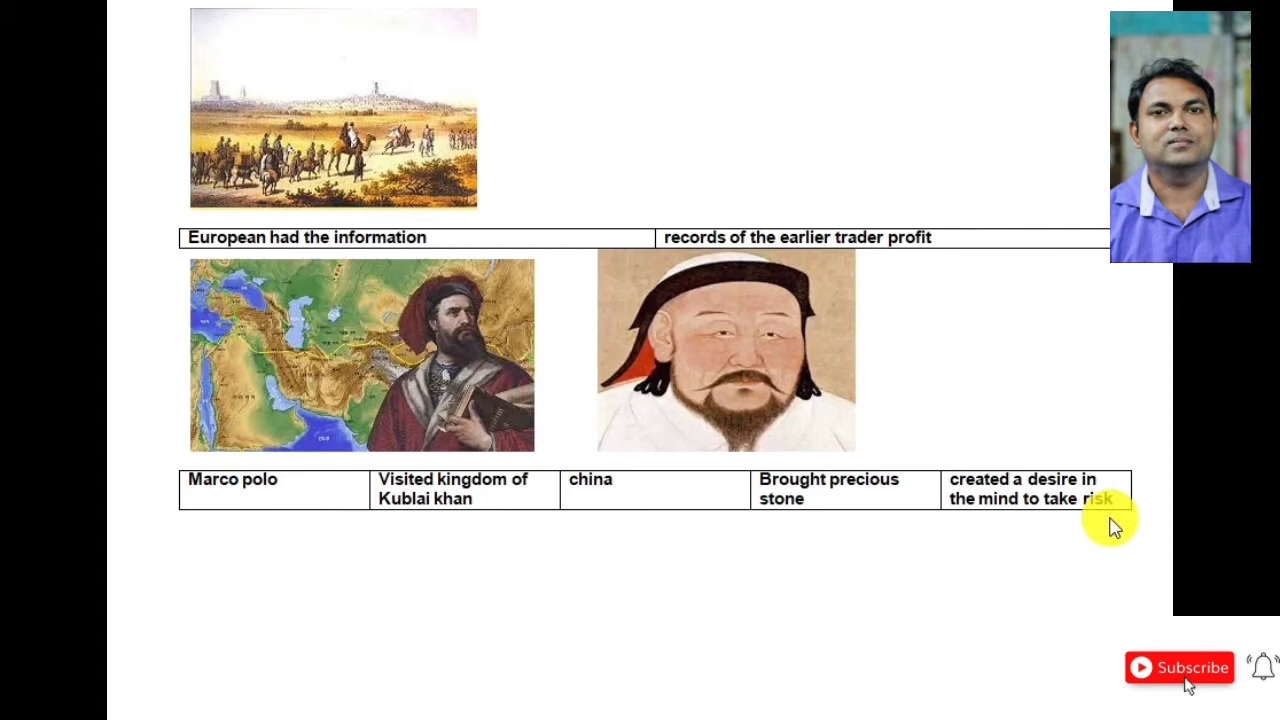 European had the information
records of the earlier trader profit
Marco polo
Visited kingdom of
Kublai khan
china
Brought precious
stone
created a desire in
the mind to take risk
Subscribe